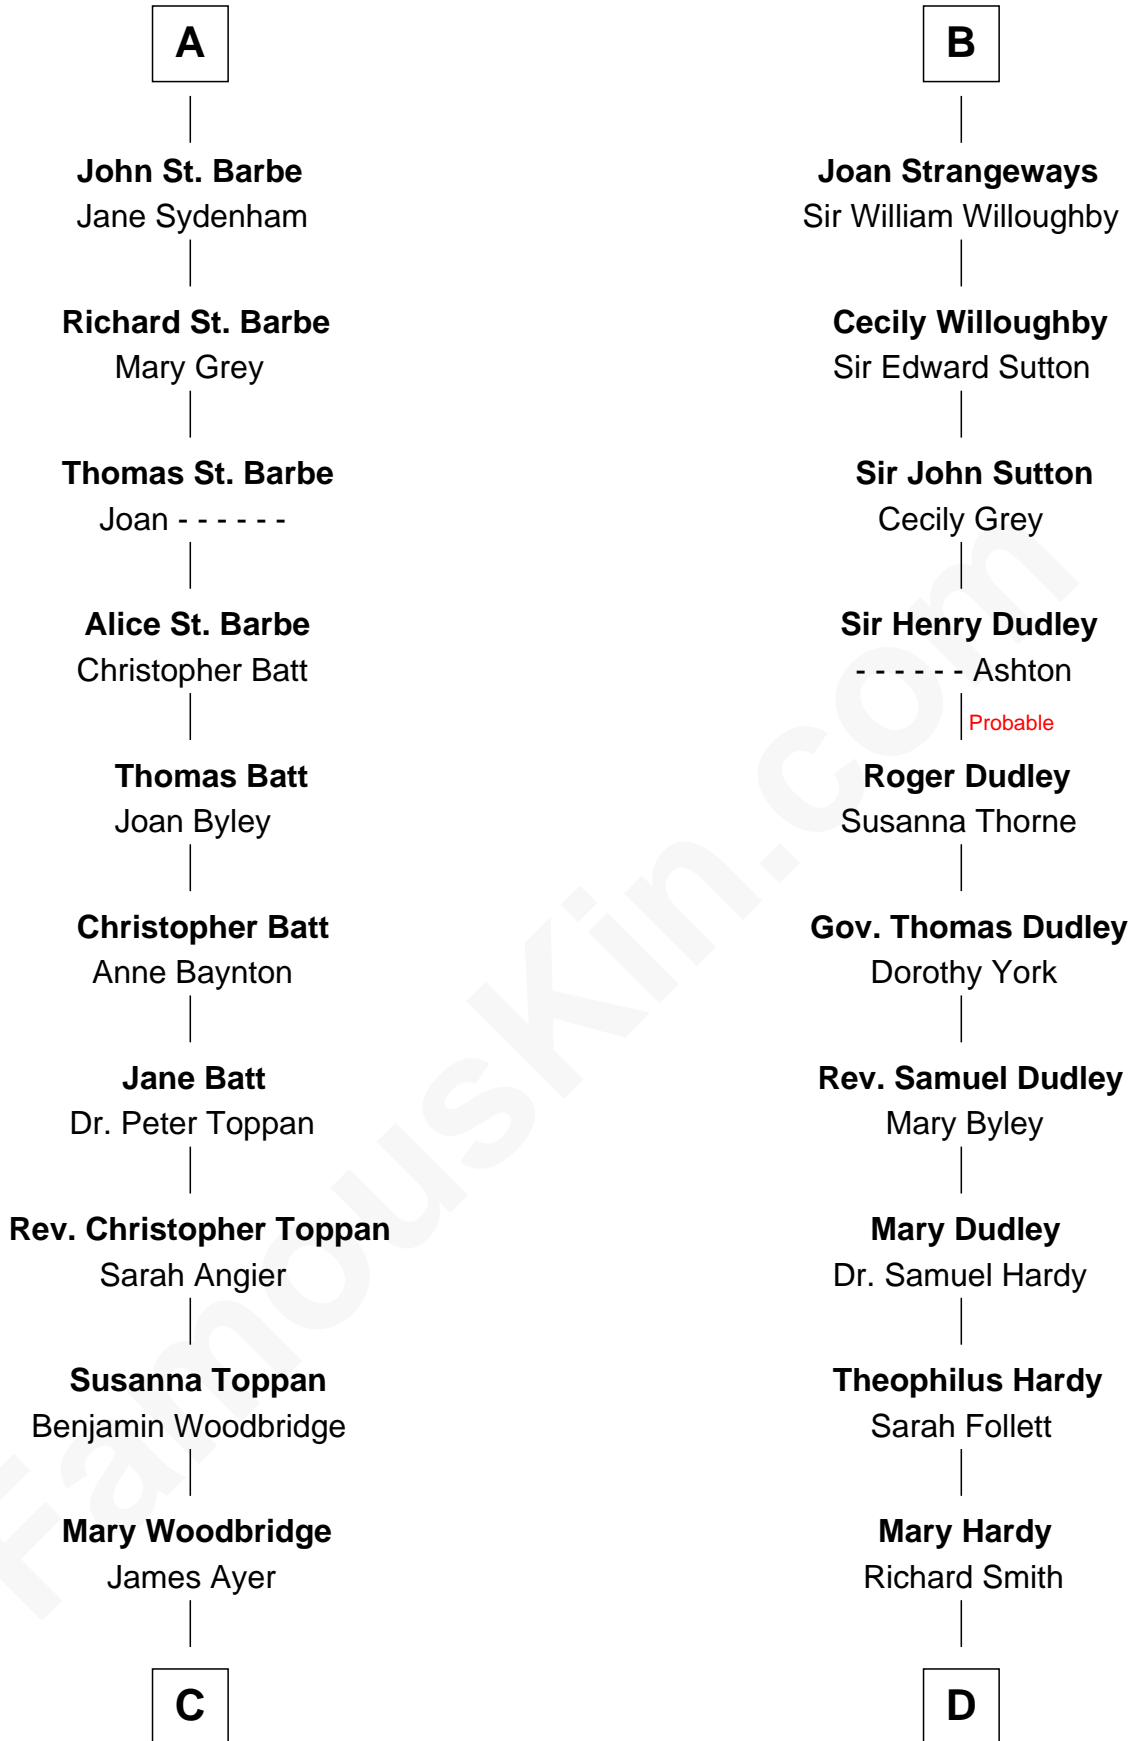 A
John St. Barbe
Jane Sydenham
Richard St. Barbe
Mary Grey
Thomas St. Barbe
Joan - - - - - -
Alice St. Barbe
Christopher Batt
Thomas Batt
Joan Byley
Christopher Batt
Anne Baynton
Jane Batt
Dr. Peter Toppan
Rev. Christopher Toppan
Sarah Angier
Susanna Toppan
Benjamin Woodbridge
Mary Woodbridge
James Ayer
C
B
Joan Strangeways
Sir William Willoughby
Cecily Willoughby
Sir Edward Sutton
Sir John Sutton
Cecily Grey
Sir Henry Dudley
- - - - - - Ashton
Probable
Roger Dudley
Susanna Thorne
Gov. Thomas Dudley
Dorothy York
Rev. Samuel Dudley
Mary Byley
Mary Dudley
Dr. Samuel Hardy
Theophilus Hardy
Sarah Follett
Mary Hardy
Richard Smith
D
FamousKin.com